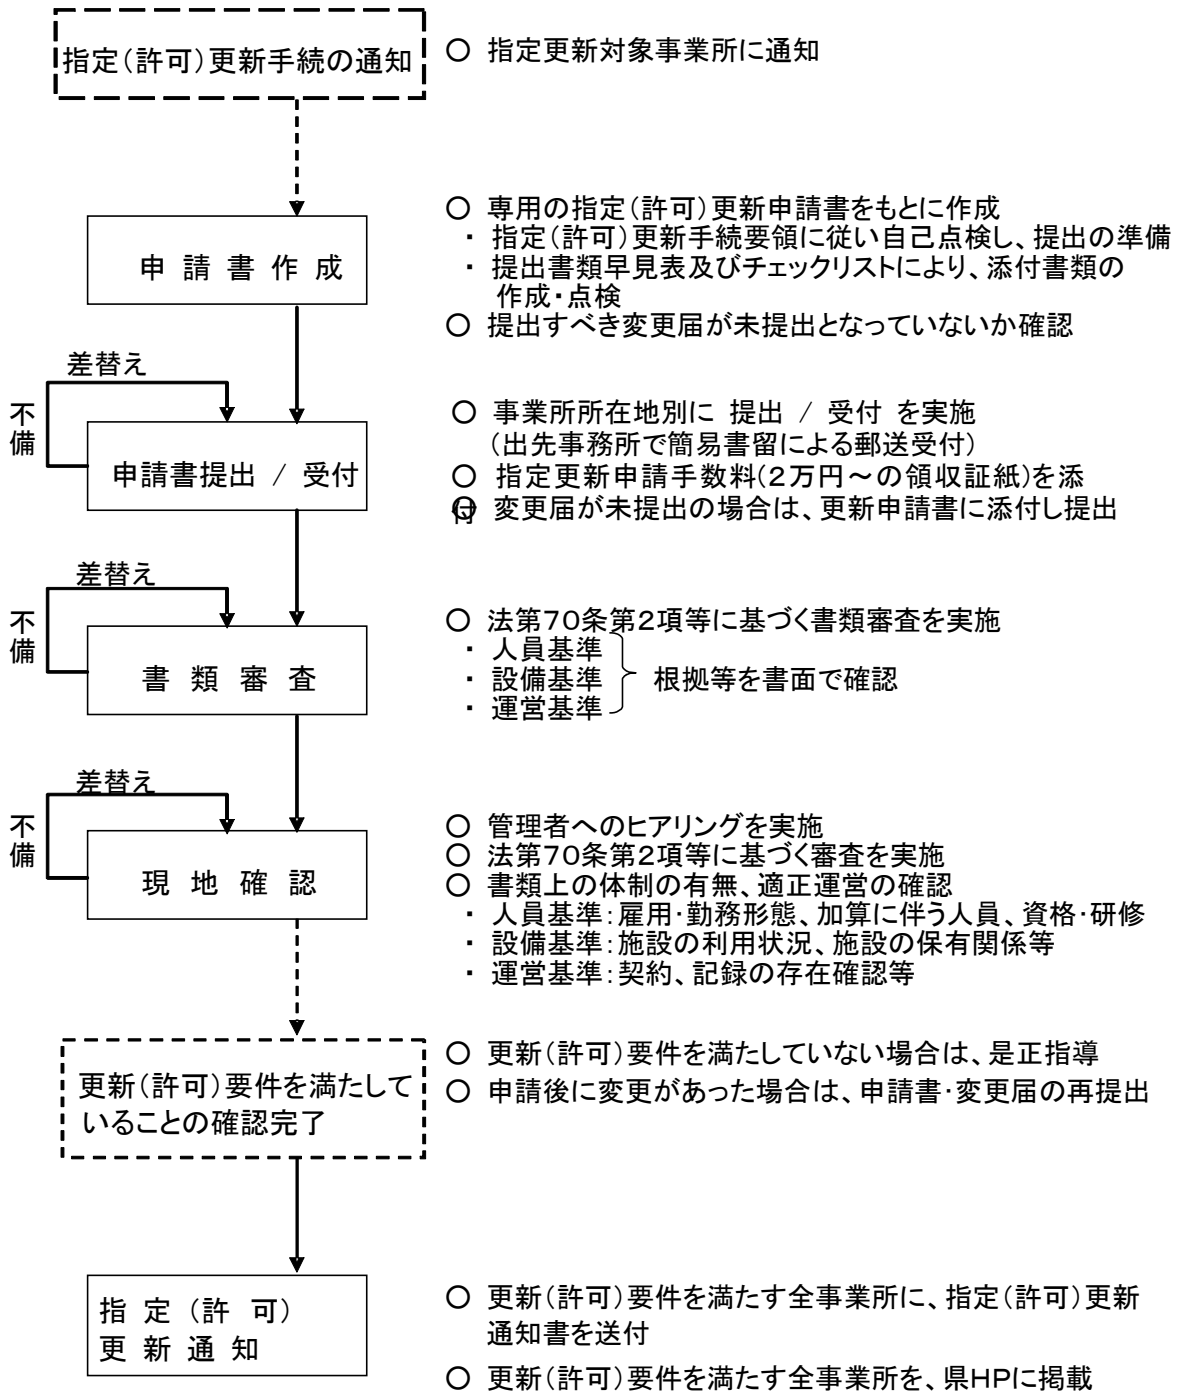 指定(許可)更新手続の通知
○ 指定更新対象事業所に通知
申請書作成
○ 専用の指定(許可)更新申請書をもとに作成
・ 指定(許可)更新手続要領に従い自己点検し、提出の準備
・ 提出書類早見表及びチェックリストにより、添付書類の
作成・点検
○ 提出すべき変更届が未提出となっていないか確認
差替え
不備
申請書提出 / 受付
○ 事業所所在地別に 提出 / 受付 を実施
(出先事務所で簡易書留による郵送受付)
○ 指定更新申請手数料(2万円～の領収証紙)を添
付
○ 変更届が未提出の場合は、更新申請書に添付し提出
差替え
不備
書類審査
○ 法第70条第2項等に基づく書類審査を実施
・ 人員基準
・ 設備基準
・ 運営基準
根拠等を書面で確認
差替え
不備
現地確認
○ 管理者へのヒアリングを実施
○ 法第70条第2項等に基づく審査を実施
○ 書類上の体制の有無、適正運営の確認
・ 人員基準:雇用・勤務形態、加算に伴う人員、資格・研修
・ 設備基準:施設の利用状況、施設の保有関係等
・ 運営基準:契約、記録の存在確認等
更新(許可)要件を満たして
いることの確認完了
○ 更新(許可)要件を満たしていない場合は、是正指導
○ 申請後に変更があった場合は、申請書・変更届の再提出
指定(許可)
更新通知
○ 更新(許可)要件を満たす全事業所に、指定(許可)更新
通知書を送付
○ 更新(許可)要件を満たす全事業所を、県HPに掲載